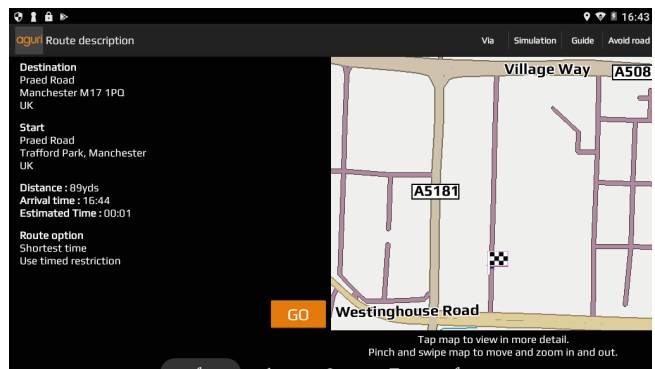 16:43
aguri Route description
Via Simulation Guide Avoid road
Destination
Praed Road
Manchester M17 1PQ
UK
Start
Praed Road
Trafford Park, Manchester
UK
Distance : 89yds
Arrival time : 16:44
Estimated Time : 00:01
Route option
Shortest time
Use timed restriction
GO
Village Way
A508
A5181
Westinghouse Road
Tap map to view in more detail.
Pinch and swipe map to move and zoom in and out.